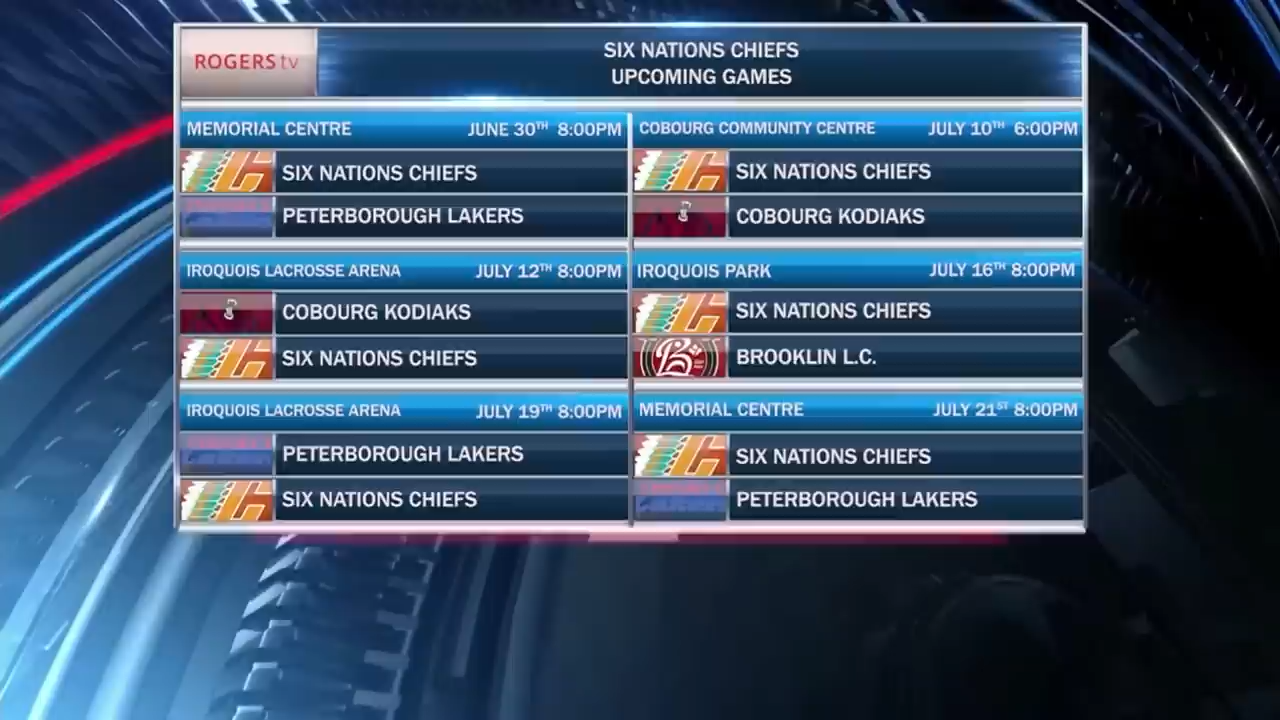 ROGERS tv
SIX NATIONS CHIEFS
UPCOMING GAMES
MEMORIAL CENTRE JUNE 30TH 8:00PM
SIX NATIONS CHIEFS
PETERBOROUGH LAKERS
COBOURG COMMUNITY CENTRE JULY 10TH 6:00PM
SIX NATIONS CHIEFS
COBOURG KODIAKS
IROQUOIS LACROSSE ARENA JULY 12TH 8:00PM
COBOURG KODIAKS
SIX NATIONS CHIEFS
IROQUOIS PARK JULY 16TH 8:00PM
SIX NATIONS CHIEFS
BROOKLIN L.C.
IROQUOIS LACROSSE ARENA JULY 19TH 8:00PM
PETERBOROUGH LAKERS
SIX NATIONS CHIEFS
MEMORIAL CENTRE JULY 21ST 8:00PM
SIX NATIONS CHIEFS
PETERBOROUGH LAKERS